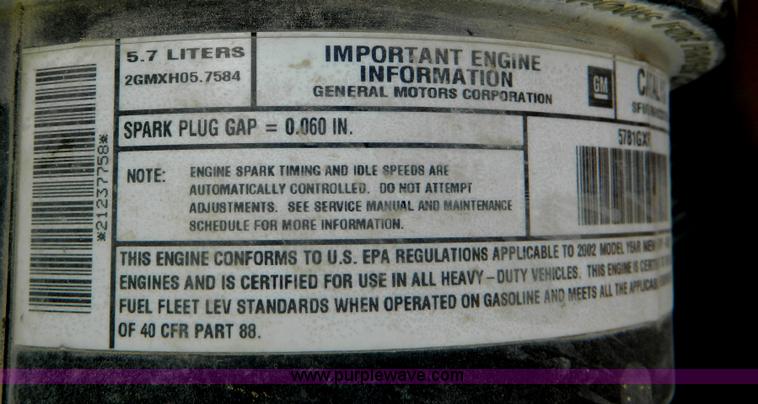 5.7 LITERS
2GMXH05.7584
IMPORTANT ENGINE
INFORMATION
GENERAL MOTORS CORPORATION
GM
*21237758*
SPARK PLUG GAP = 0.060 IN.
NOTE: ENGINE SPARK TIMING AND IDLE SPEEDS ARE
AUTOMATICALLY CONTROLLED. DO NOT ATTEMPT
ADJUSTMENTS. SEE SERVICE MANUAL AND MAINTENANCE
SCHEDULE FOR MORE INFORMATION.
THIS ENGINE CONFORMS TO U.S. EPA REGULATIONS APPLICABLE TO 2002 MODEL YEAR NEW
ENGINES AND IS CERTIFIED FOR USE IN ALL HEAVY-DUTY VEHICLES. THIS ENGINE IS
FUEL FLEET LEV STANDARDS WHEN OPERATED ON GASOLINE AND MEETS ALL THE
OF 40 CFR PART 88.
www.purplewave.com